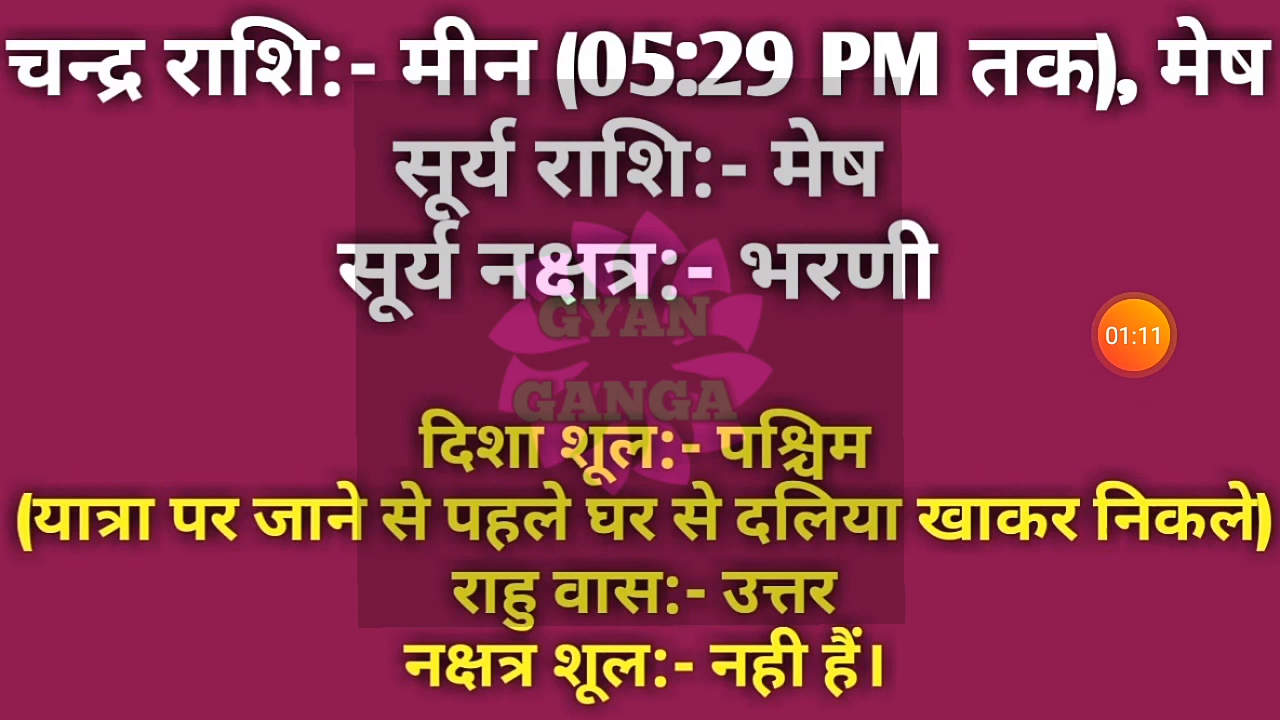 चन्द्र राशि:- मीन (05:29 PM तक), मेष
सूर्य राशि:- मेष
सूर्य नक्षत्र:- भरणी
GYAN
GANGA
01:11
दिशा शूल:- पश्चिम
(यात्रा पर जाने से पहले घर से दलिया खाकर निकले)
राहु वास:- उत्तर
नक्षत्र शूल:- नही हैं।